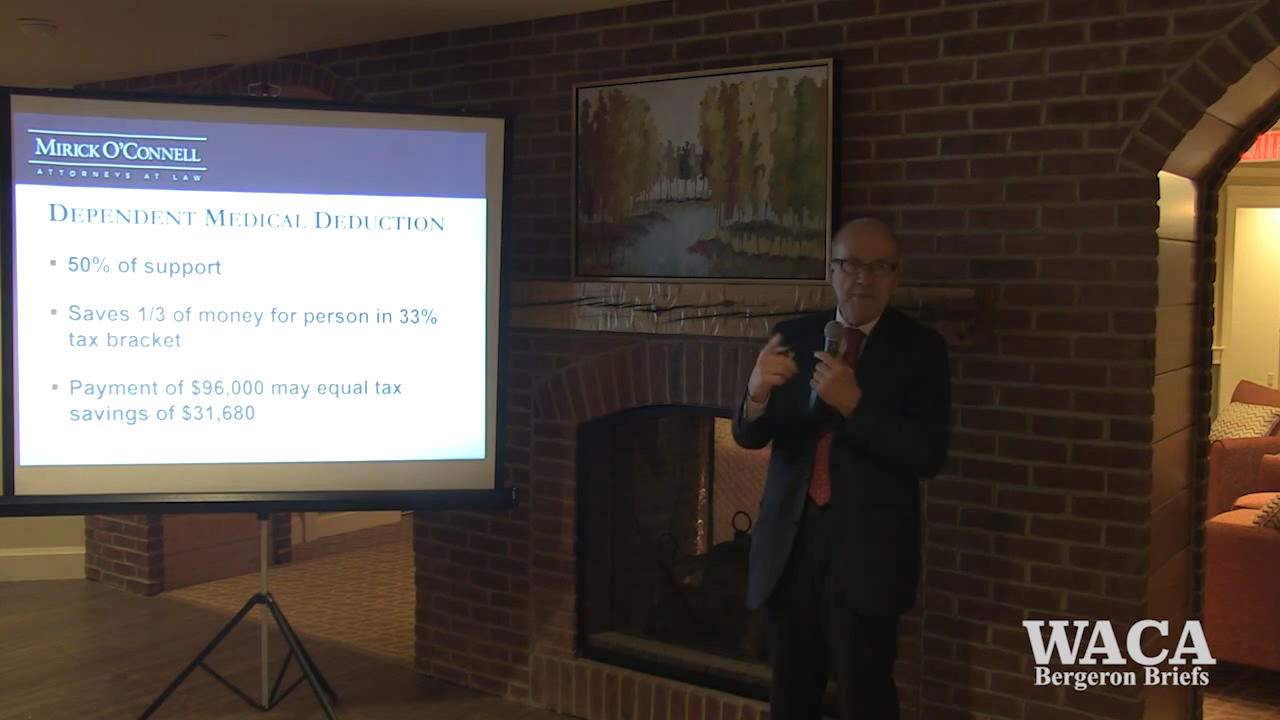 MIRICK O'CONNELL
ATTORNEYS AT LAW
DEPENDENT MEDICAL DEDUCTION
▪ 50% of support
▪ Saves 1/3 of money for person in 33%
tax bracket
▪ Payment of $96,000 may equal tax
savings of $31,680
EXIT
WACA
Bergeron Briefs